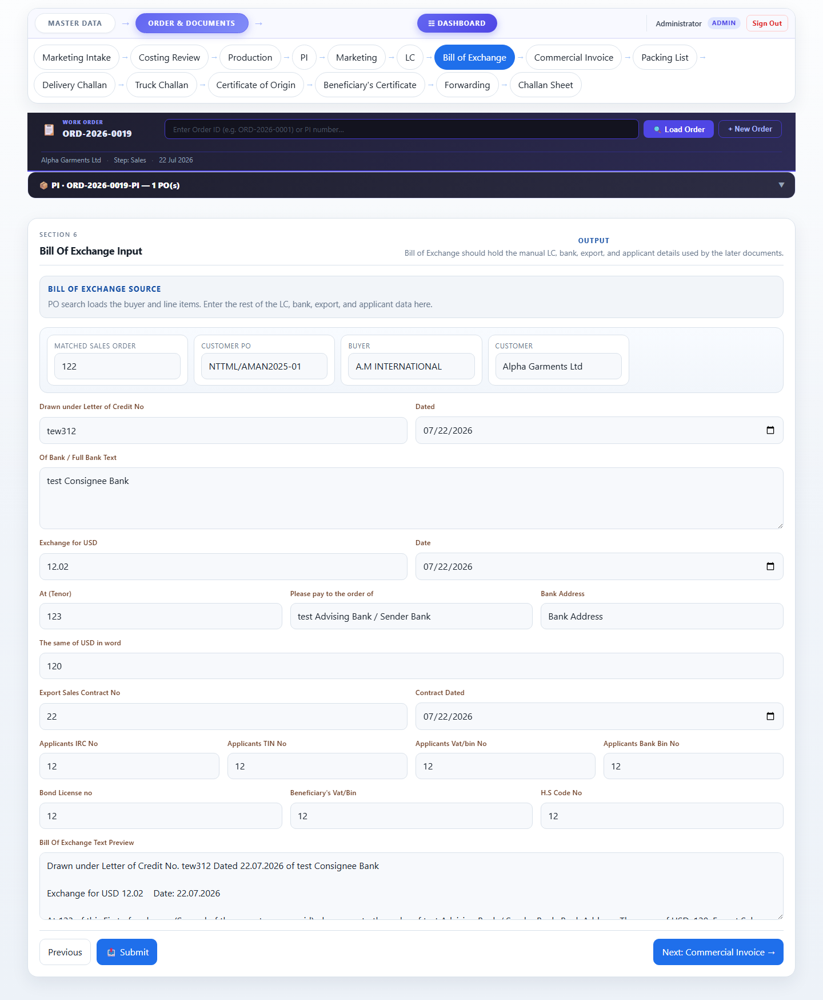 MASTER DATA → ORDER & DOCUMENTS → DASHBOARD Administrator ADMIN Sign Out
Marketing Intake → Costing Review → Production → PI → Marketing → LC → Bill of Exchange → Commercial Invoice → Packing List →
Delivery Challan → Truck Challan → Certificate of Origin → Beneficiary's Certificate → Forwarding → Challan Sheet
WORK ORDER
ORD-2026-0019
Enter Order ID (e.g. ORD-2026-0001) or PI number...
Load Order
+ New Order
Alpha Garments Ltd · Step: Sales · 22 Jul 2026
PI · ORD-2026-0019-PI — 1 PO(s) ▼
SECTION 6
Bill Of Exchange Input
OUTPUT
Bill of Exchange should hold the manual LC, bank, export, and applicant details used by the later documents.
BILL OF EXCHANGE SOURCE
PO search loads the buyer and line items. Enter the rest of the LC, bank, export, and applicant data here.
MATCHED SALES ORDER CUSTOMER PO BUYER CUSTOMER
122 NTTML/AMAN2025-01 A.M INTERNATIONAL Alpha Garments Ltd
Drawn under Letter of Credit No Dated
tew312 07/22/2026
Of Bank / Full Bank Text
test Consignee Bank
Exchange for USD Date
12.02 07/22/2026
At (Tenor) Please pay to the order of Bank Address
123 test Advising Bank / Sender Bank Bank Address
The same of USD in word
120
Export Sales Contract No Contract Dated
22 07/22/2026
Applicants IRC No Applicants TIN No Applicants Vat/bin No Applicants Bank Bin No
12 12 12 12
Bond License no Beneficiary's Vat/Bin H.S Code No
12 12 12
Bill Of Exchange Text Preview
Drawn under Letter of Credit No. tew312 Dated 22.07.2026 of test Consignee Bank
Exchange for USD 12.02 Date: 22.07.2026
Previous Submit Next: Commercial Invoice →